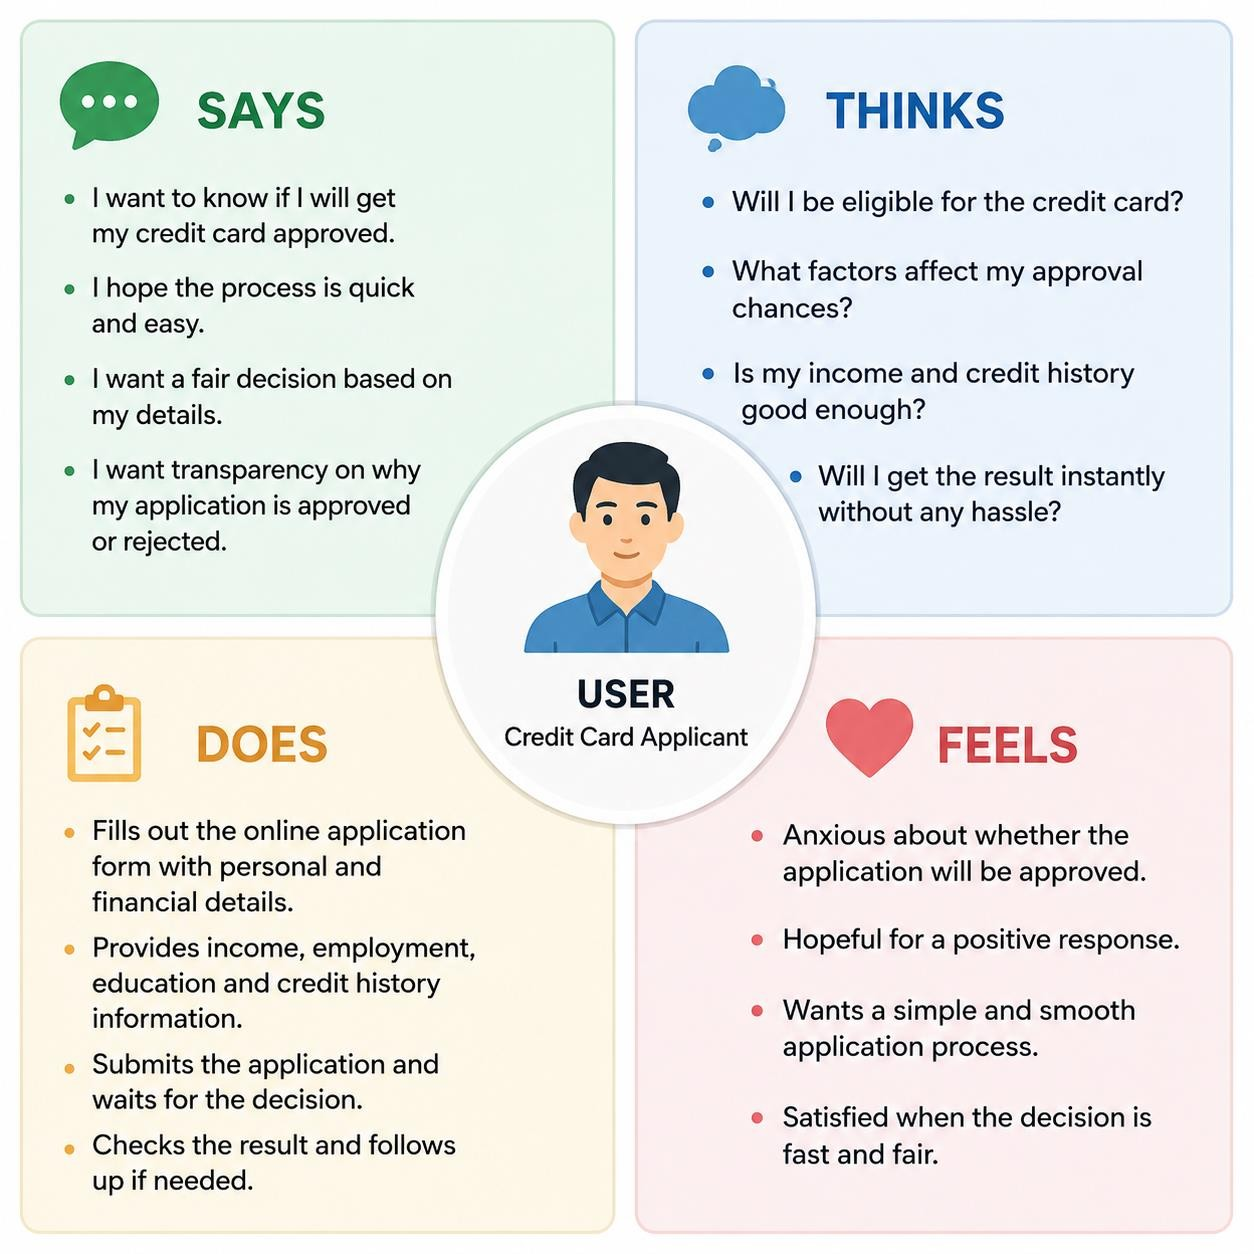 SAYS
I want to know if I will get
my credit card approved.
I hope the process is quick
and easy.
I want a fair decision based on
my details.
I want transparency on why
my application is approved
or rejected.
THINKS
Will I be eligible for the credit card?
What factors affect my approval
chances?
Is my income and credit history
good enough?
Will I get the result instantly
without any hassle?
USER
Credit Card Applicant
DOES
Fills out the online application
form with personal and
financial details.
Provides income, employment,
education and credit history
information.
Submits the application and
waits for the decision.
Checks the result and follows
up if needed.
FEELS
Anxious about whether the
application will be approved.
Hopeful for a positive response.
Wants a simple and smooth
application process.
Satisfied when the decision is
fast and fair.